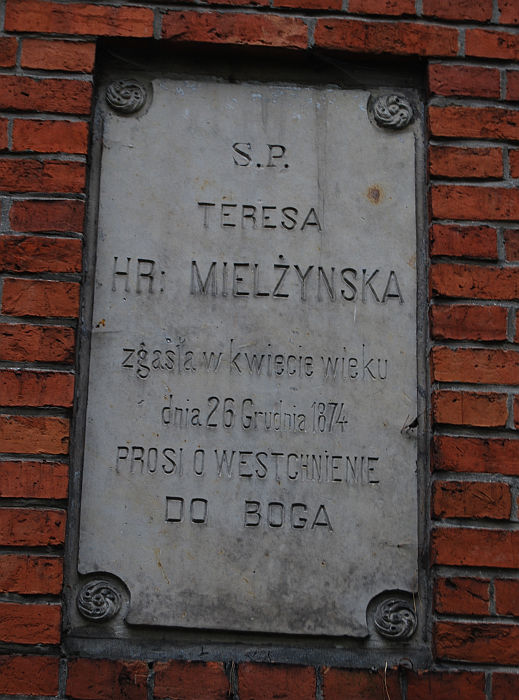 S.P.
TERESA
HR: MIELŻYNSKA
zgasła w kwiecie wieku
dnia 26 Grudnia 1874
PROSI O WESTCHNIENIE
DO BOGA